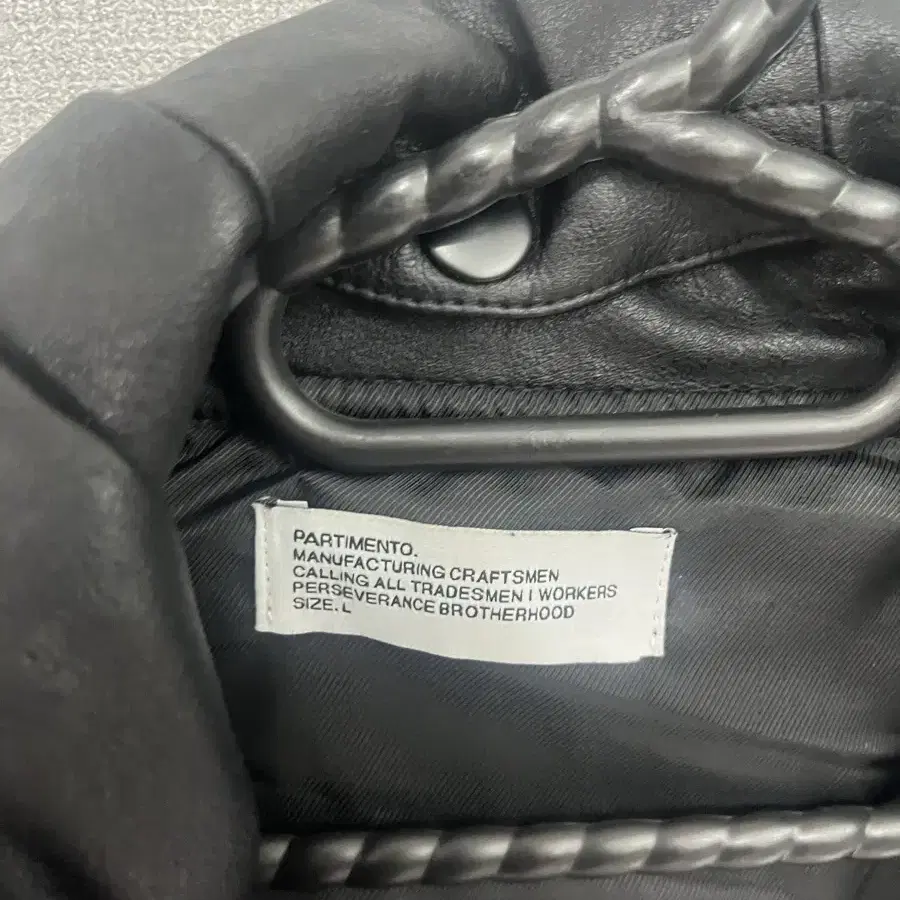 PARTIMENTO.
MANUFACTURING CRAFTSMEN
CALLING ALL TRADESMEN I WORKERS
PERSEVERANCE BROTHERHOOD
SIZE. L